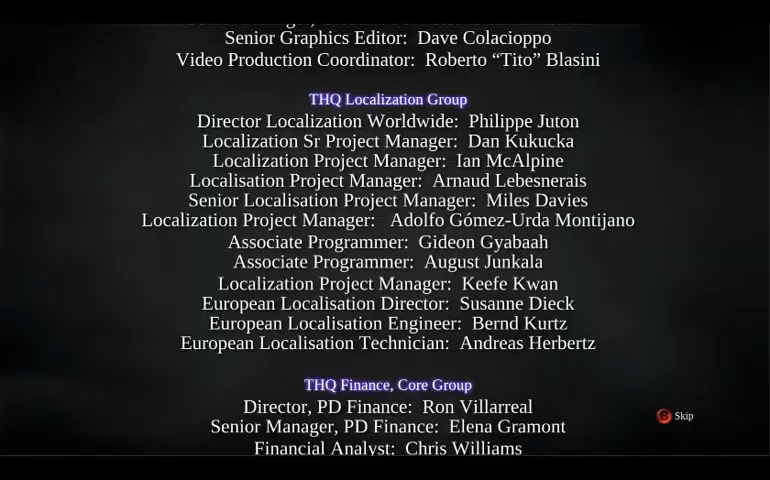 Senior Graphics Editor: Dave Colacioppo
Video Production Coordinator: Roberto “Tito” Blasini
THQ Localization Group
Director Localization Worldwide: Philippe Juton
Localization Sr Project Manager: Dan Kukucka
Localization Project Manager: Ian McAlpine
Localisation Project Manager: Arnaud Lebesnerais
Senior Localisation Project Manager: Miles Davies
Localization Project Manager: Adolfo Gómez-Urda Montijano
Associate Programmer: Gideon Gyabaah
Associate Programmer: August Junkala
Localization Project Manager: Keefe Kwan
European Localisation Director: Susanne Dieck
European Localisation Engineer: Bernd Kurtz
European Localisation Technician: Andreas Herbertz
THQ Finance, Core Group
Director, PD Finance: Ron Villarreal
Skip
Senior Manager, PD Finance: Elena Gramont
Financial Analyst: Chris Williams